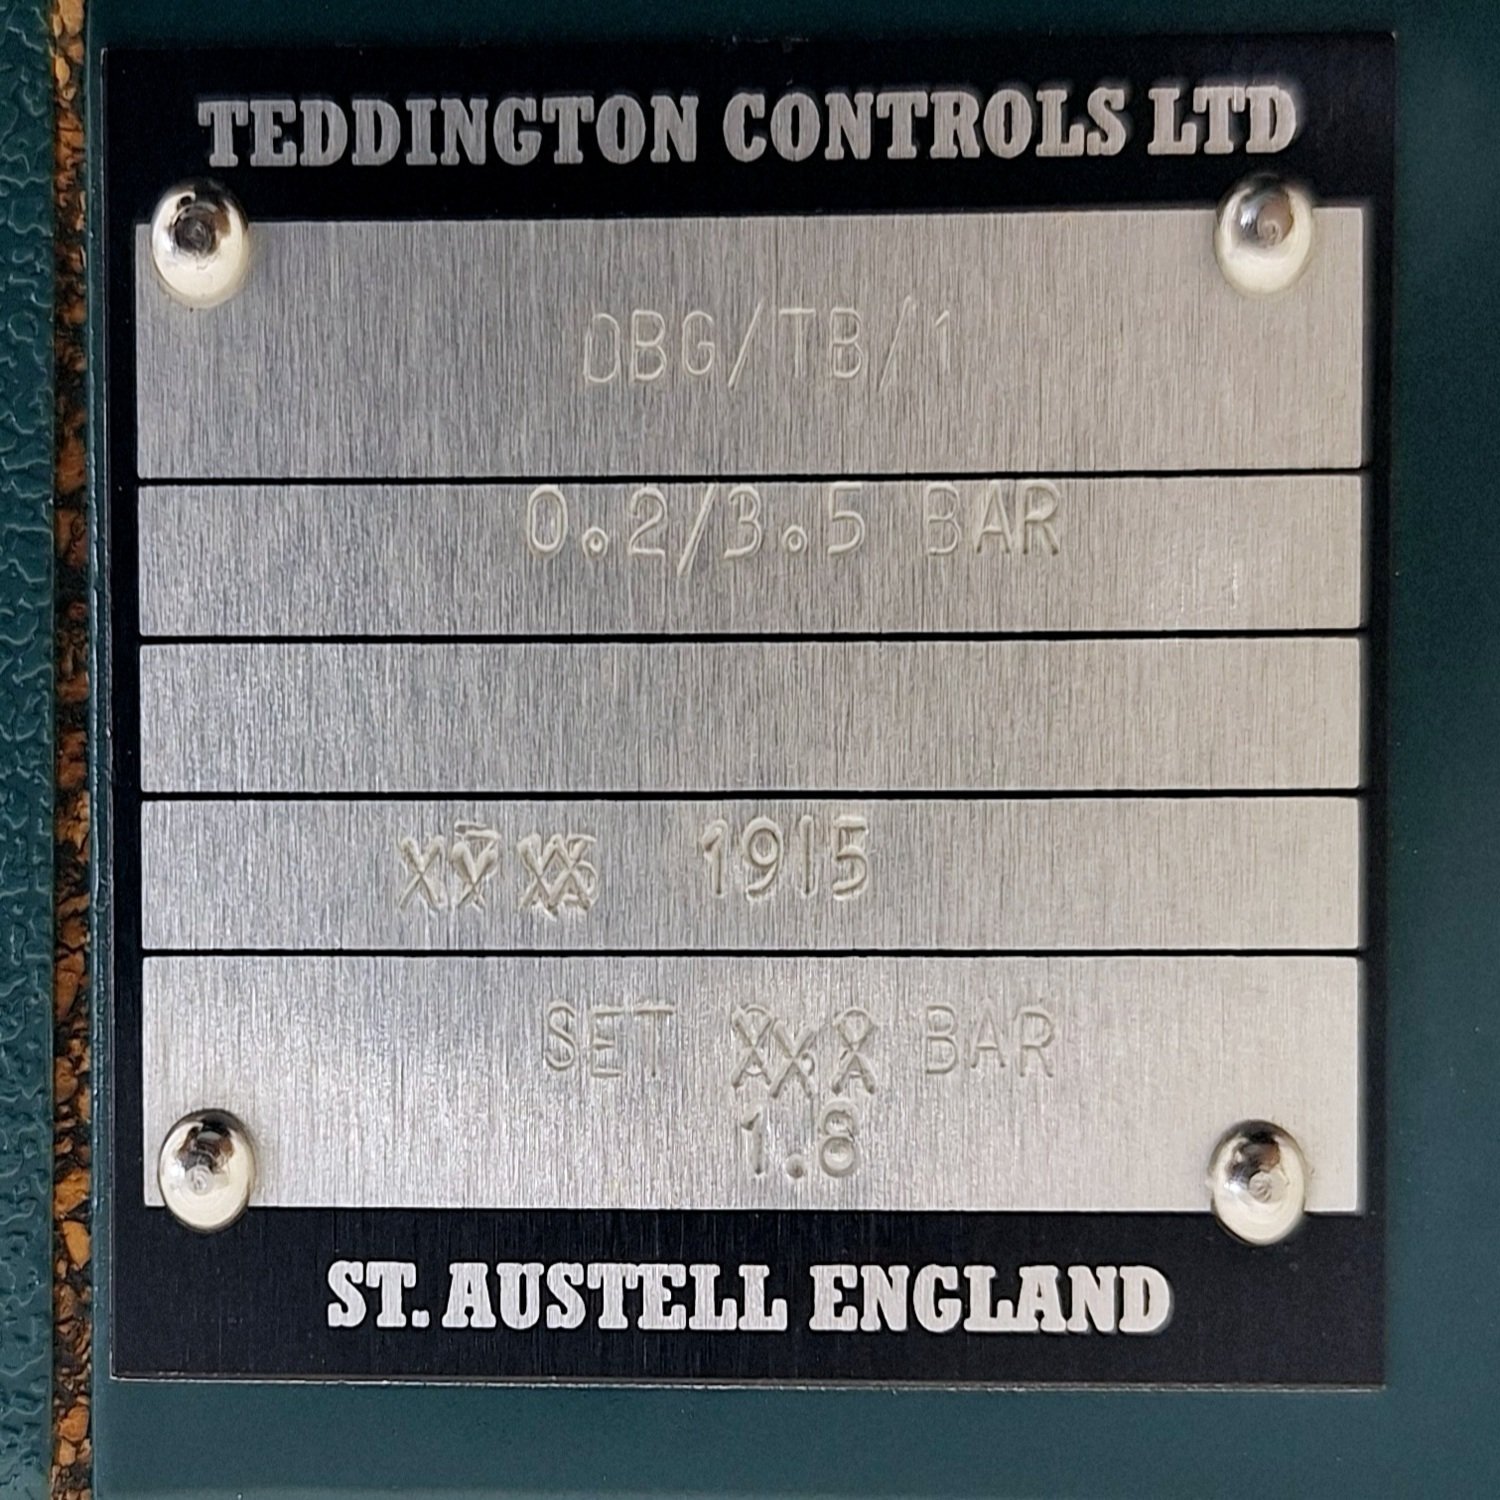 TEDDINGTON CONTROLS LTD
DBG/TB/1
0.2/3.5 BAR
1915
SET BAR
1.8
ST. AUSTELL ENGLAND